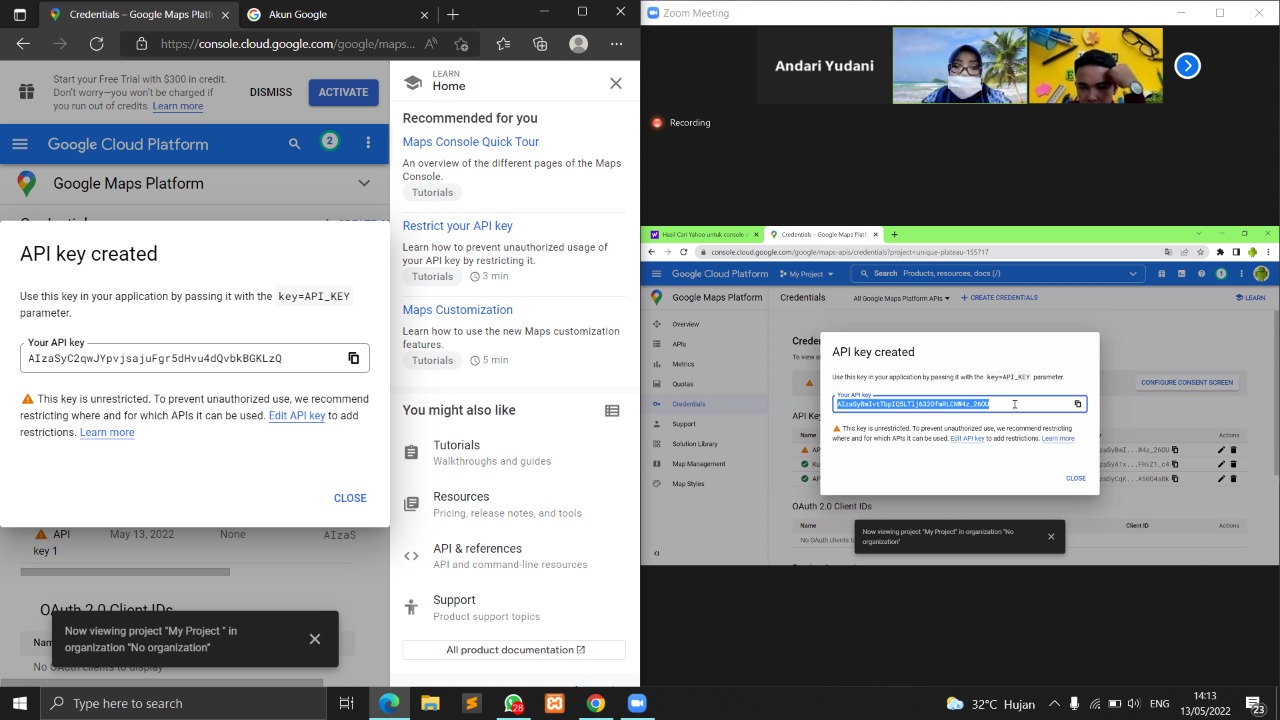 Google Maps Platform
Akun Google
https://console.cloud.google.com/google/maps...
Start your Free Trial with $300 in credit.
Don't worry—you won't be charged if
you run out of credits. Learn more
DISMISS
ACTIVATE
Google Cloud Platform
2
Google Maps Platform
API key created
Use this key in your application by passing it with the key=API_KEY
parameter.
Your API key
AIzaSyC2qwJYpvjsajuFgr5dHvu4dQvbkBGKLzQ
This key is unrestricted. To prevent unauthorized use, we recommend
restricting where and for which APIs it can be used. Edit API key to add
restrictions. Learn more
CLOSE
API
key 1
May 13, 2022
None
AIzaS
OAuth 2.0 Client IDs
Now viewing project "My Project " in
organization "No organization"
No OAuth clients to display
LEARN
Home
Recommended for you
Maps Console Quick Tour
An overview of the different pages of the Maps
Console.
Tutorials
Restrict your API key
Learn how to prevent unauthorized usage of
your API key by restricting it.
Tutorials
3 min
Maps Customization
Learn how to use the new Maps customization
features.
Tutorials
5 min
You might also like
Tutorials
Walkthroughs and guides
Resources
Pricing, release notes, and tools
API & references
API and command-line resources
Support
Product support topics
All product documentation
Zoom Meeting
Andari Yudani
Recording
Hasil Cari Yahoo untuk console
Credentials – Google Maps Platf
console.cloud.google.com/google/maps-apis/credentials?project=unique-plateau-155717
Google Cloud Platform
My Project
Search Products, resources, docs (/)
1
Google Maps Platform
Credentials
All Google Maps Platform APIs
CREATE CREDENTIALS
LEARN
Overview
APIs
Metrics
Quotas
Credentials
Support
Solution Library
Map Management
Map Styles
CONFIGURE CONSENT SCREEN
API key created
Use this key in your application by passing it with the key=API_KEY parameter.
Your API key
This key is unrestricted. To prevent unauthorized use, we recommend restricting
where and for which APIs it can be used. Edit API key to add restrictions. Learn more
CLOSE
Name
Actions
OAuth 2.0 Client IDs
Name
Client ID
Actions
Now viewing project "My Project" in organization "No
organization"
Type here to search
28
32°C Hujan
ENG
14:13
13/05/2022
23